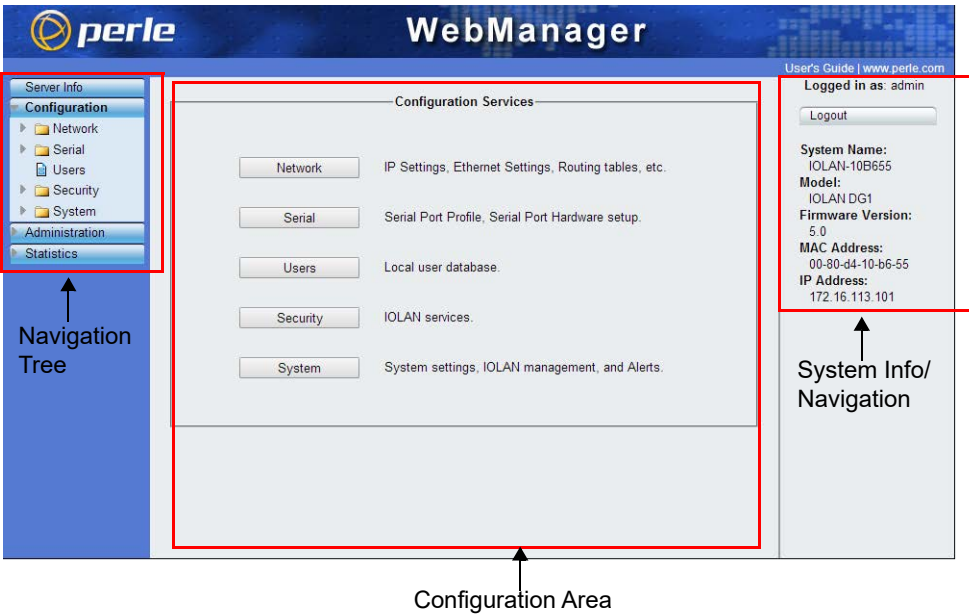 perle
WebManager
User's Guide | www.perle.com
Server Info
Configuration
Network
Serial
Users
Security
System
Administration
Statistics
Navigation
Tree
Configuration Services
Network IP Settings, Ethernet Settings, Routing tables, etc.
Serial Serial Port Profile, Serial Port Hardware setup.
Users Local user database.
Security IOLAN services.
System System settings, IOLAN management, and Alerts.
Logged in as: admin
Logout
System Name:
IOLAN-10B655
Model:
IOLAN DG1
Firmware Version:
5.0
MAC Address:
00-80-d4-10-b6-55
IP Address:
172.16.113.101
System Info/
Navigation
Configuration Area